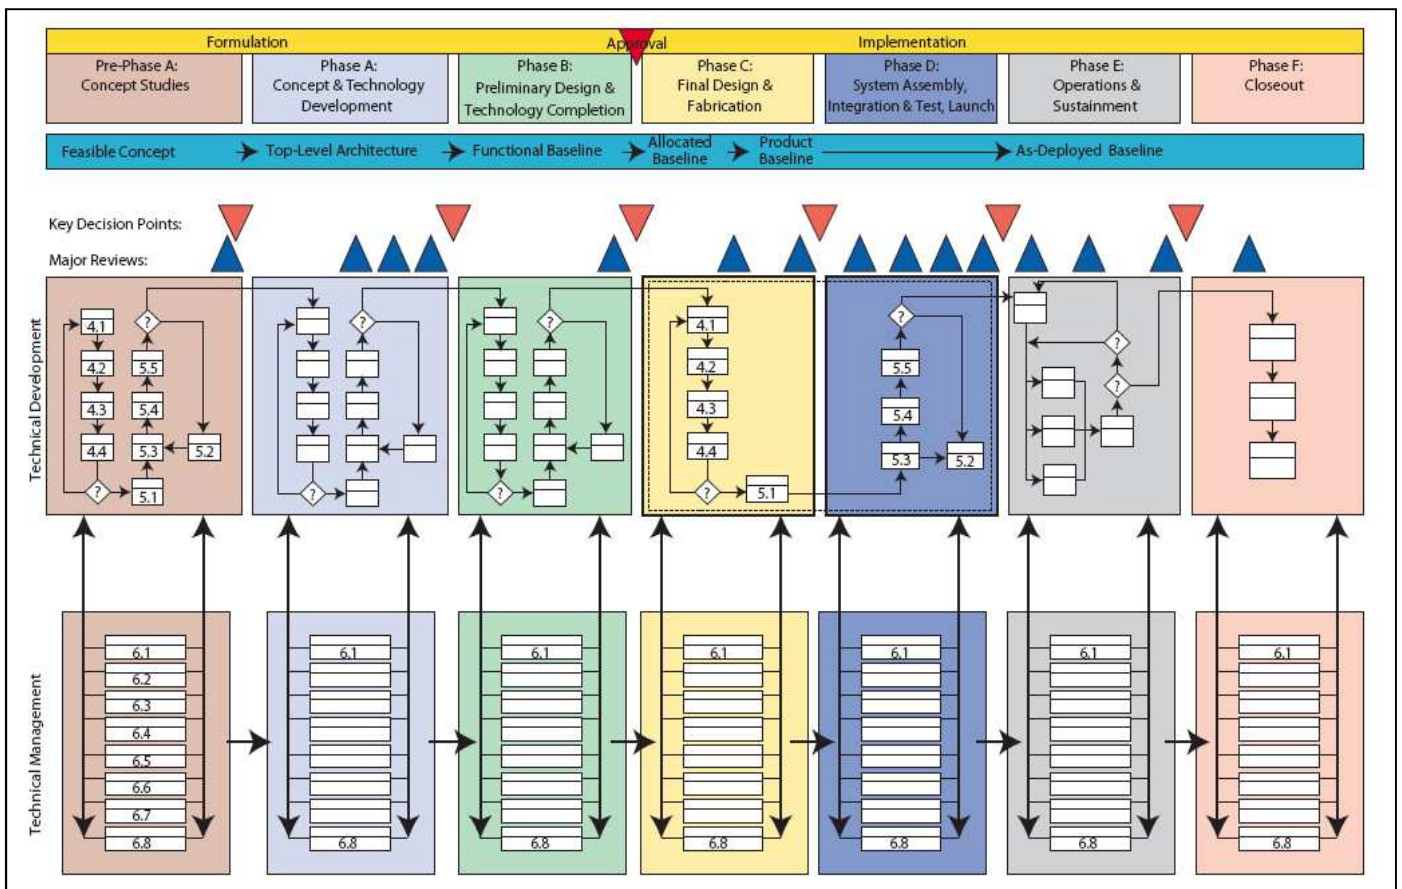 Formulation
Approval
Implementation
Pre-Phase A:
Concept Studies
Phase A:
Concept & Technology
Development
Phase B:
Preliminary Design &
Technology Completion
Phase C:
Final Design &
Fabrication
Phase D:
System Assembly,
Integration & Test, Launch
Phase E:
Operations &
Sustainment
Phase F:
Closeout
Feasible Concept
Top-Level Architecture
Functional Baseline
Allocated
Baseline
Product
Baseline
As-Deployed Baseline
Key Decision Points:
Major Reviews:
Technical Development
4.1
4.2
4.3
4.4
?
?
5.5
5.4
5.3
5.1
5.2
?
?
?
?
4.1
4.2
4.3
4.4
?
5.1
?
5.5
5.4
5.3
5.2
?
?
Technical Management
6.1
6.2
6.3
6.4
6.5
6.6
6.7
6.8
6.1
6.8
6.1
6.8
6.1
6.8
6.1
6.8
6.1
6.8
6.1
6.8